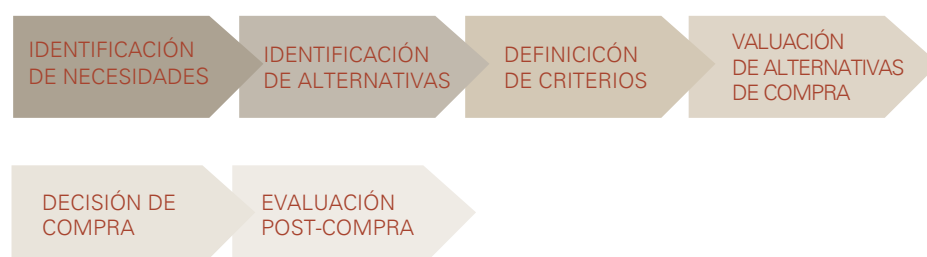 IDENTIFICACIÓN
DE NECESIDADES
IDENTIFICACIÓN
DE ALTERNATIVAS
DEFINICICÓN
DE CRITERIOS
VALUACIÓN
DE ALTERNATIVAS
DE COMPRA
DECISIÓN DE
COMPRA
EVALUACIÓN
POST-COMPRA